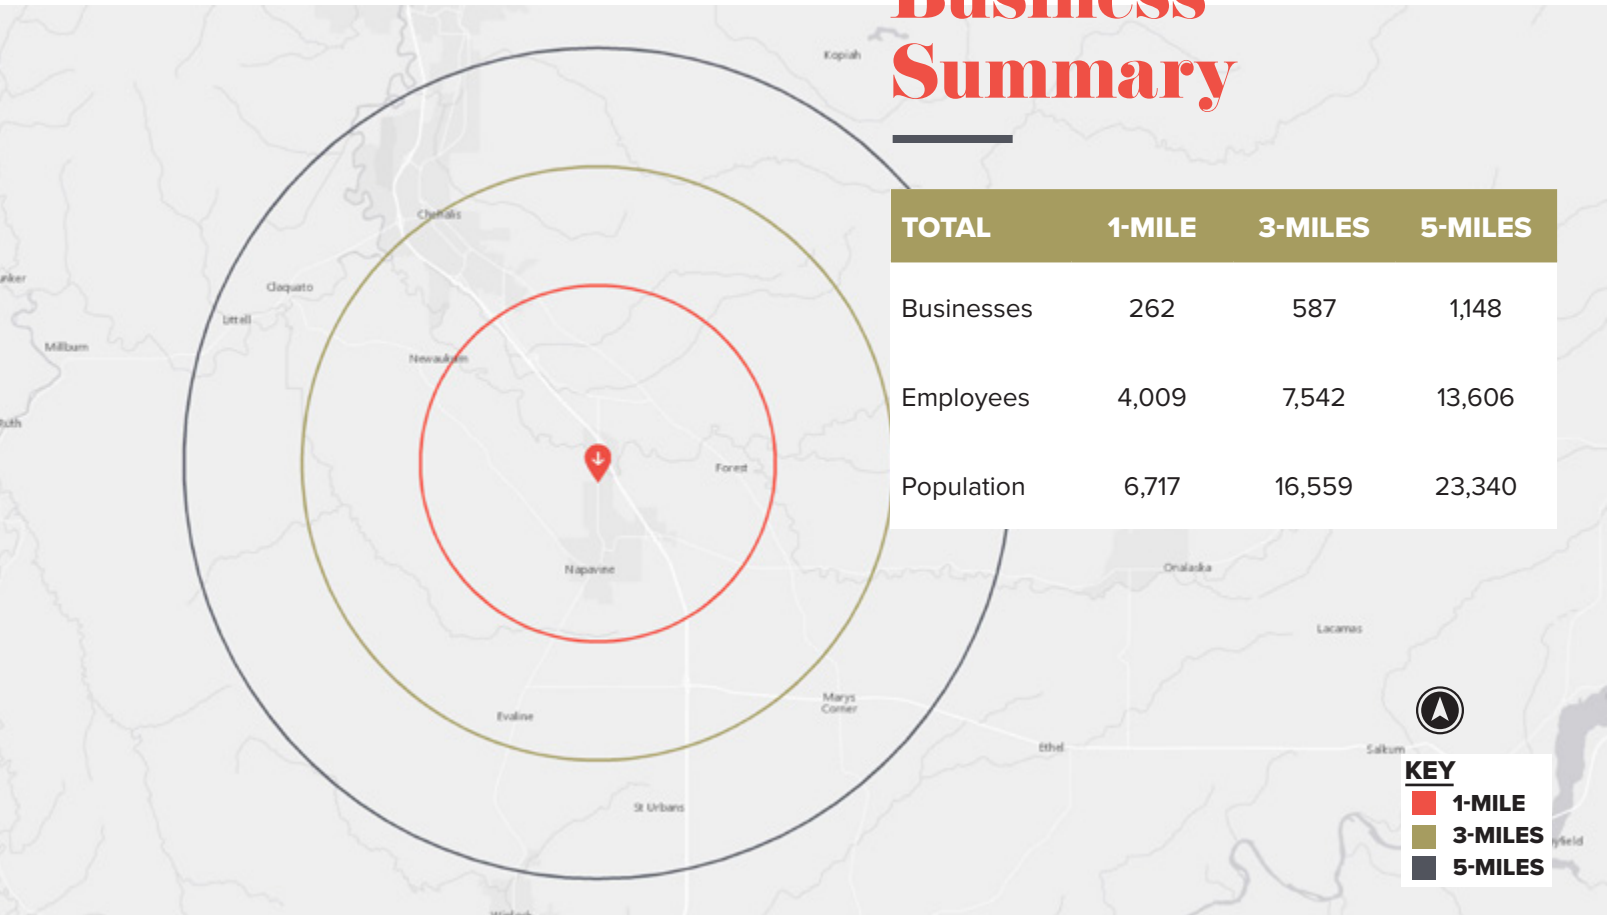 Business
Summary
TOTAL 1-MILE 3-MILES 5-MILES
Businesses 262 587 1,148
Employees 4,009 7,542 13,606
Population 6,717 16,559 23,340
Kopiah
Chehalis
Claquato
Littell
Millburn
Newaukum
Forest
Napavine
Onalaska
Lacamas
Marys
Corner
Evaline
Ethel
Salkum
St Urbans
KEY
1-MILE
3-MILES
5-MILES